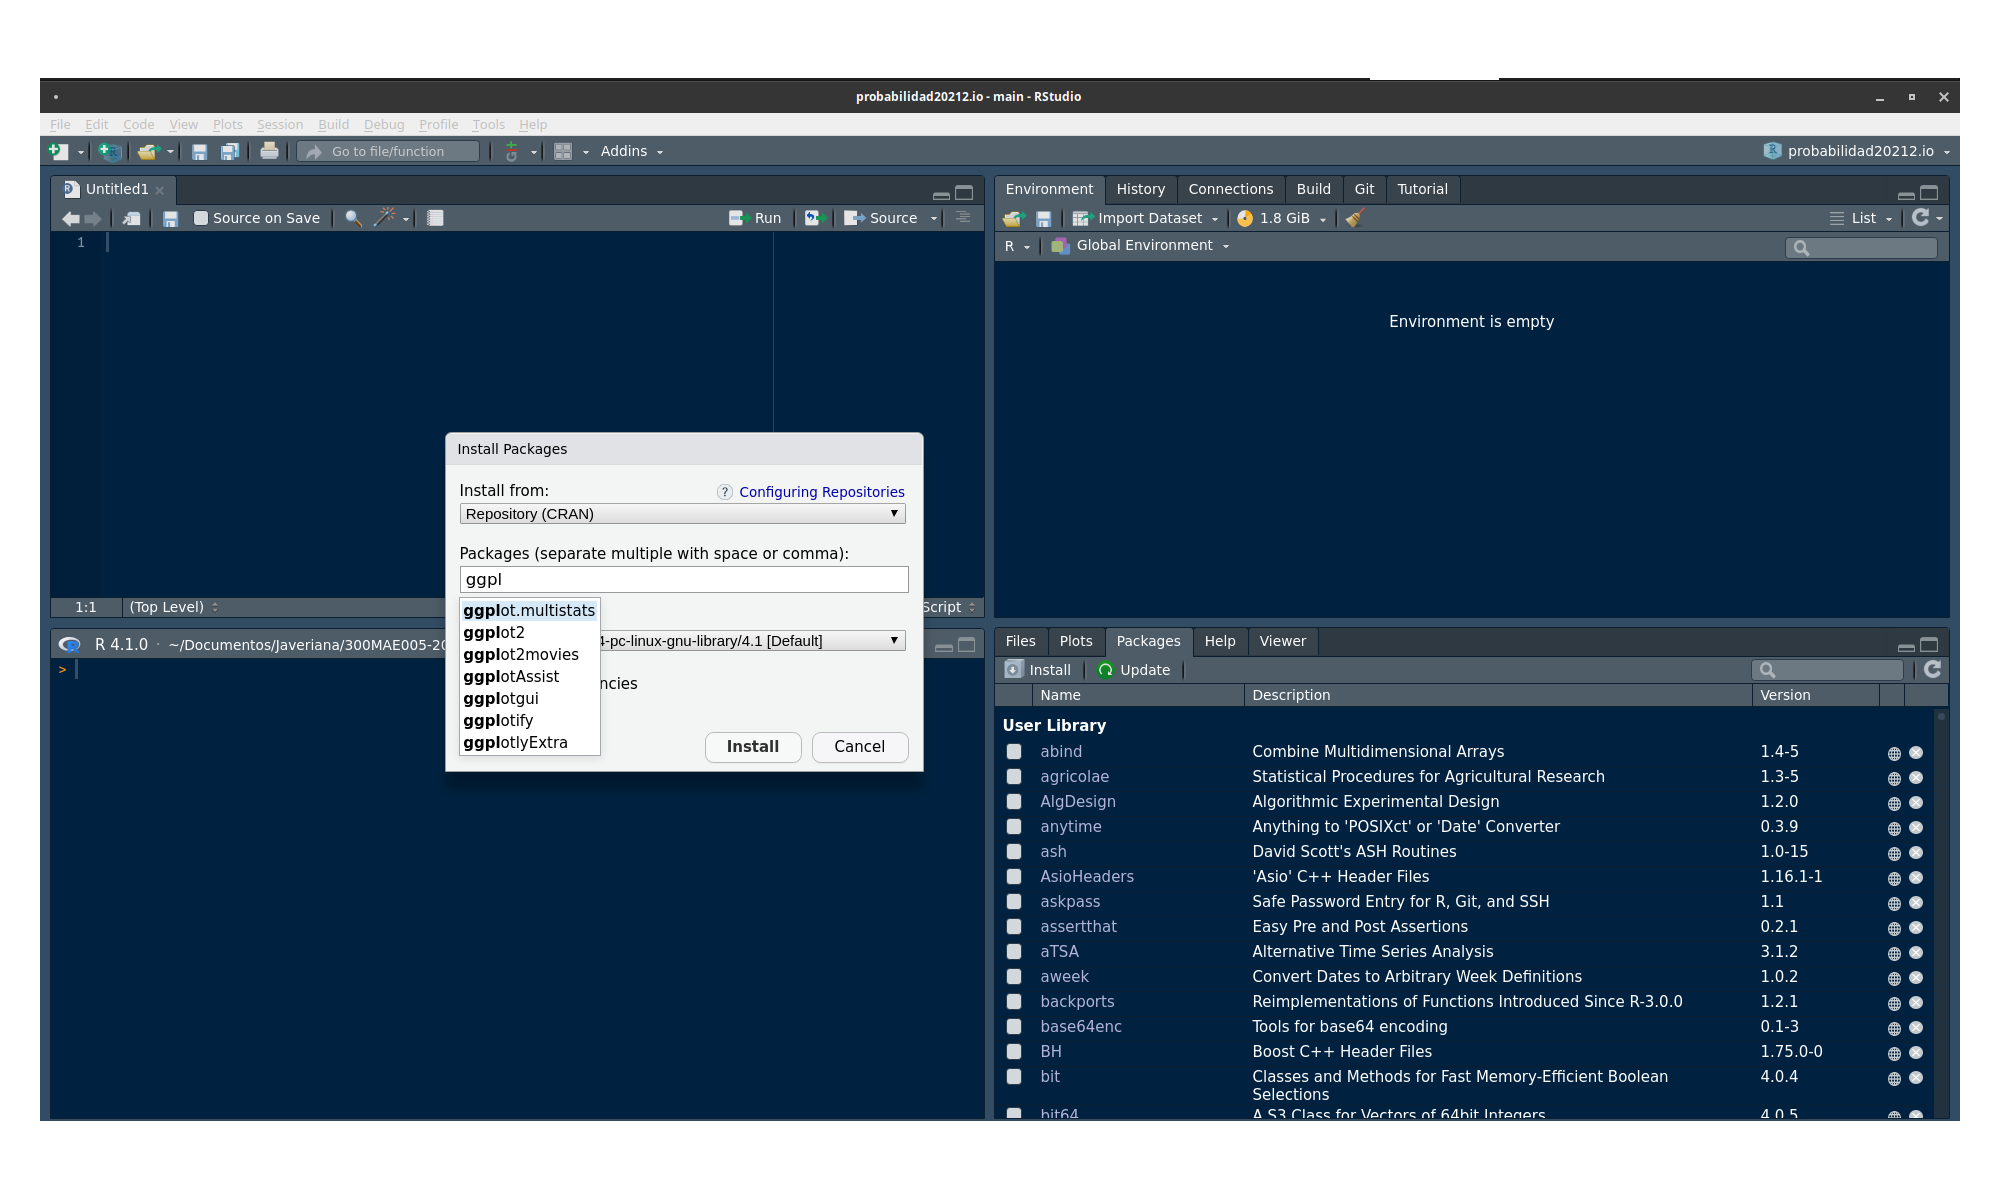 probabilidad20212.io - main - RStudio
File Edit Code View Plots Session Build Debug Profile Tools Help
Go to file/function Addins probabilidad20212.io
Untitled1
Source on Save Run Source
1
1:1 (Top Level) Script
R 4.1.0 · ~/Documentos/Javeriana/300MAE005-20
>
Install Packages
Install from: ? Configuring Repositories
Repository (CRAN)
Packages (separate multiple with space or comma):
ggpl
ggplot.multistats
ggplot2
ggplot2movies
ggplotAssist
ggplotgui
ggplotify
ggplotlyExtra
4-pc-linux-gnu-library/4.1 [Default]
ncies
Install Cancel
Environment History Connections Build Git Tutorial
Import Dataset 1.8 GiB List
R Global Environment
Environment is empty
Files Plots Packages Help Viewer
Install Update
Name Description Version
User Library
abind Combine Multidimensional Arrays 1.4-5
agricolae Statistical Procedures for Agricultural Research 1.3-5
AlgDesign Algorithmic Experimental Design 1.2.0
anytime Anything to 'POSIXct' or 'Date' Converter 0.3.9
ash David Scott's ASH Routines 1.0-15
AsioHeaders 'Asio' C++ Header Files 1.16.1-1
askpass Safe Password Entry for R, Git, and SSH 1.1
assertthat Easy Pre and Post Assertions 0.2.1
aTSA Alternative Time Series Analysis 3.1.2
aweek Convert Dates to Arbitrary Week Definitions 1.0.2
backports Reimplementations of Functions Introduced Since R-3.0.0 1.2.1
base64enc Tools for base64 encoding 0.1-3
BH Boost C++ Header Files 1.75.0-0
bit Classes and Methods for Fast Memory-Efficient Boolean 4.0.4
Selections
bit64 A S3 Class for Vectors of 64bit Integers 4.0.5